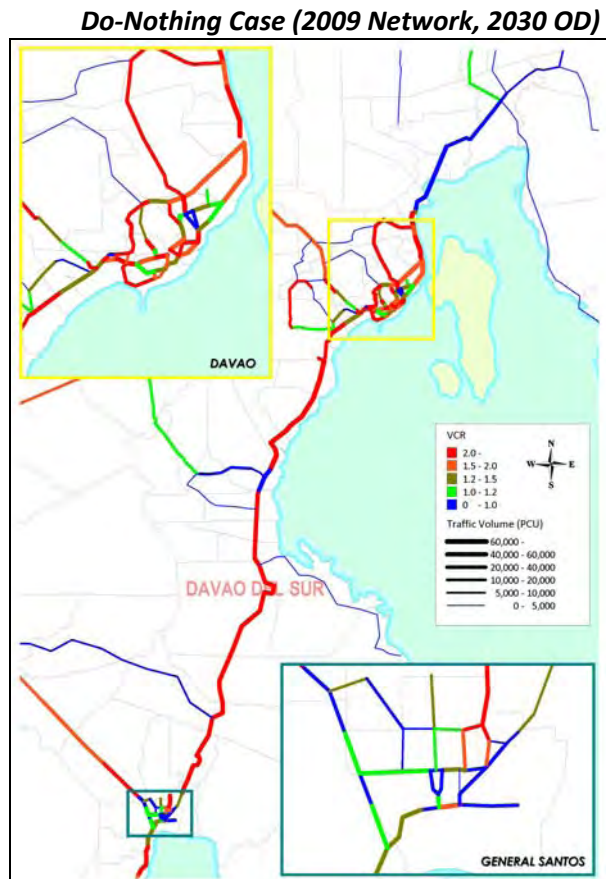 Do-Nothing Case (2009 Network, 2030 OD)
DAVAO
VCR
2.0 -
1.5 - 2.0
1.2 - 1.5
1.0 - 1.2
0 - 1.0
N
W E
S
Traffic Volume (PCU)
60,000 -
40,000 - 60,000
20,000 - 40,000
10,000 - 20,000
5,000 - 10,000
0 - 5,000
DAVAO DEL SUR
GENERAL SANTOS